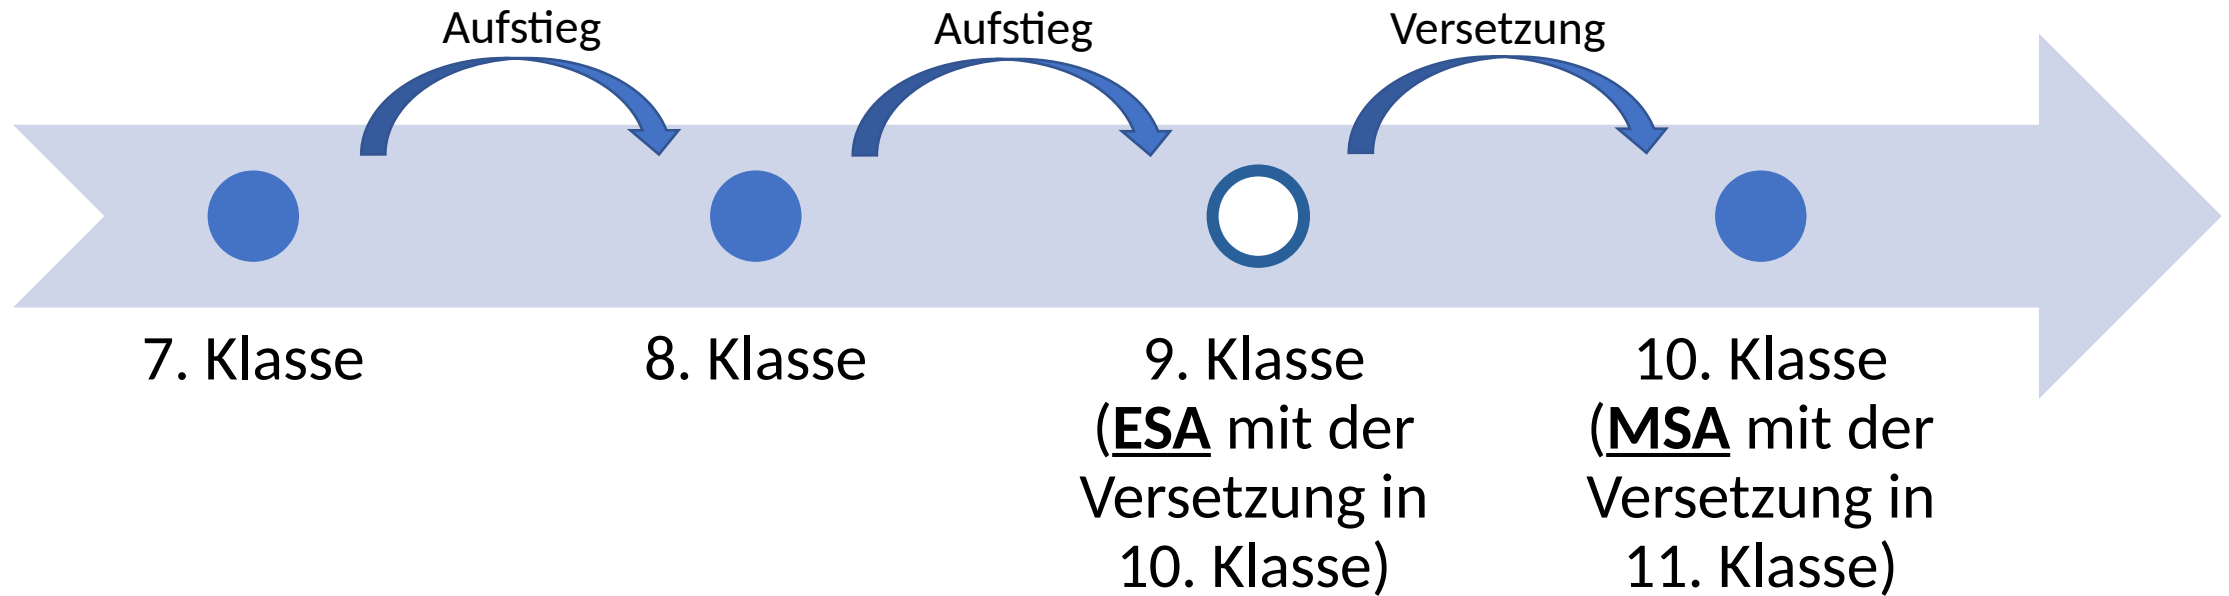 Aufstieg
Aufstieg
Versetzung
7. Klasse
8. Klasse
9. Klasse
(ESA mit der
Versetzung in
10. Klasse)
10. Klasse
(MSA mit der
Versetzung in
11. Klasse)